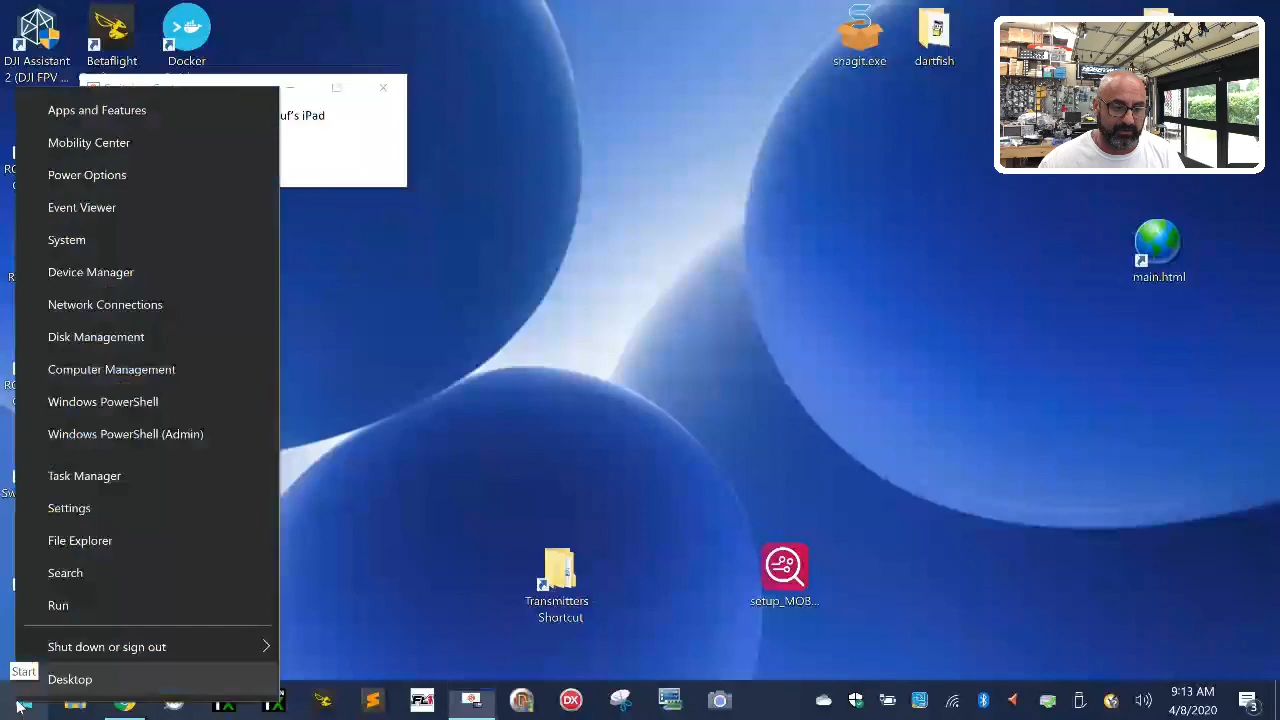 DJI Assistant
2 (DJI FPV ...
Betaflight
Docker
snagit.exe
dartfish
uf's iPad
Apps and Features
Mobility Center
Power Options
Event Viewer
System
Device Manager
Network Connections
Disk Management
Computer Management
Windows PowerShell
Windows PowerShell (Admin)
Task Manager
Settings
File Explorer
Search
Run
Shut down or sign out
Start
Desktop
main.html
Transmitters -
Shortcut
setup_MOB...
DX
9:13 AM
4/8/2020
3